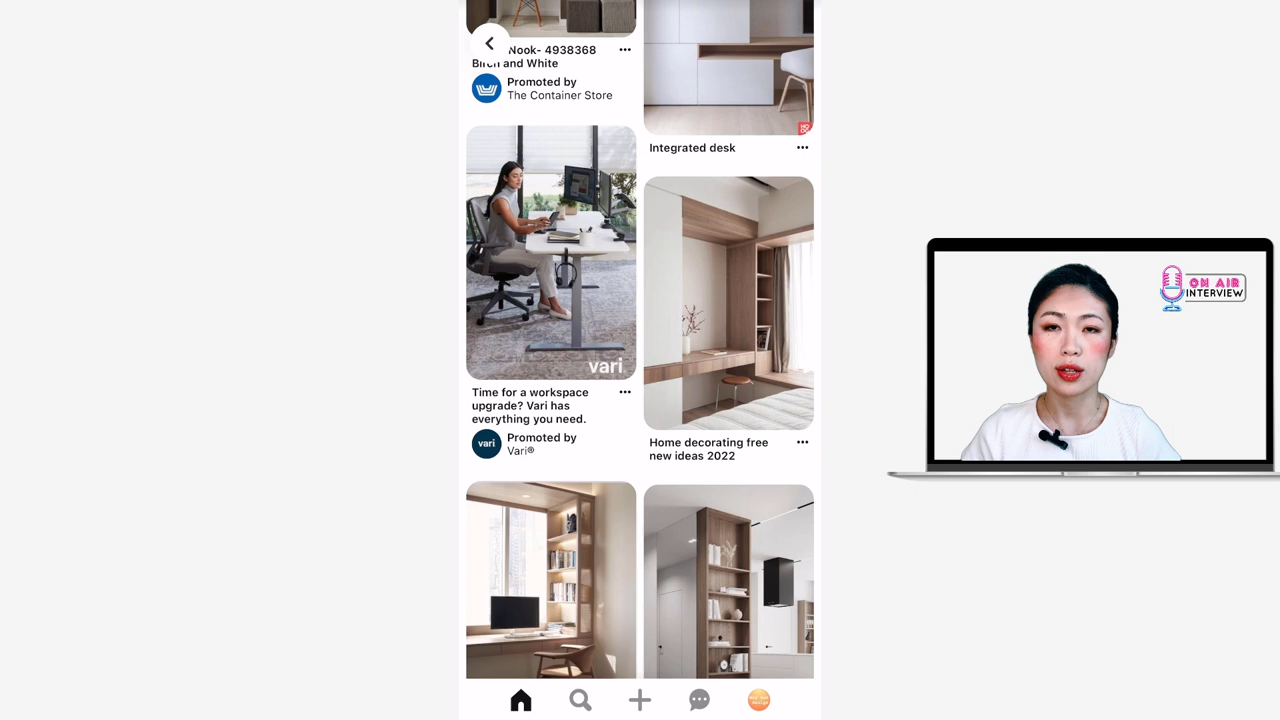 Nook- 4938368
Birch and White
Promoted by
The Container Store
Integrated desk
vari
Time for a workspace
upgrade? Vari has
everything you need.
vari
Promoted by
Vari®
Home decorating free
new ideas 2022
ON AIR
INTERVIEW